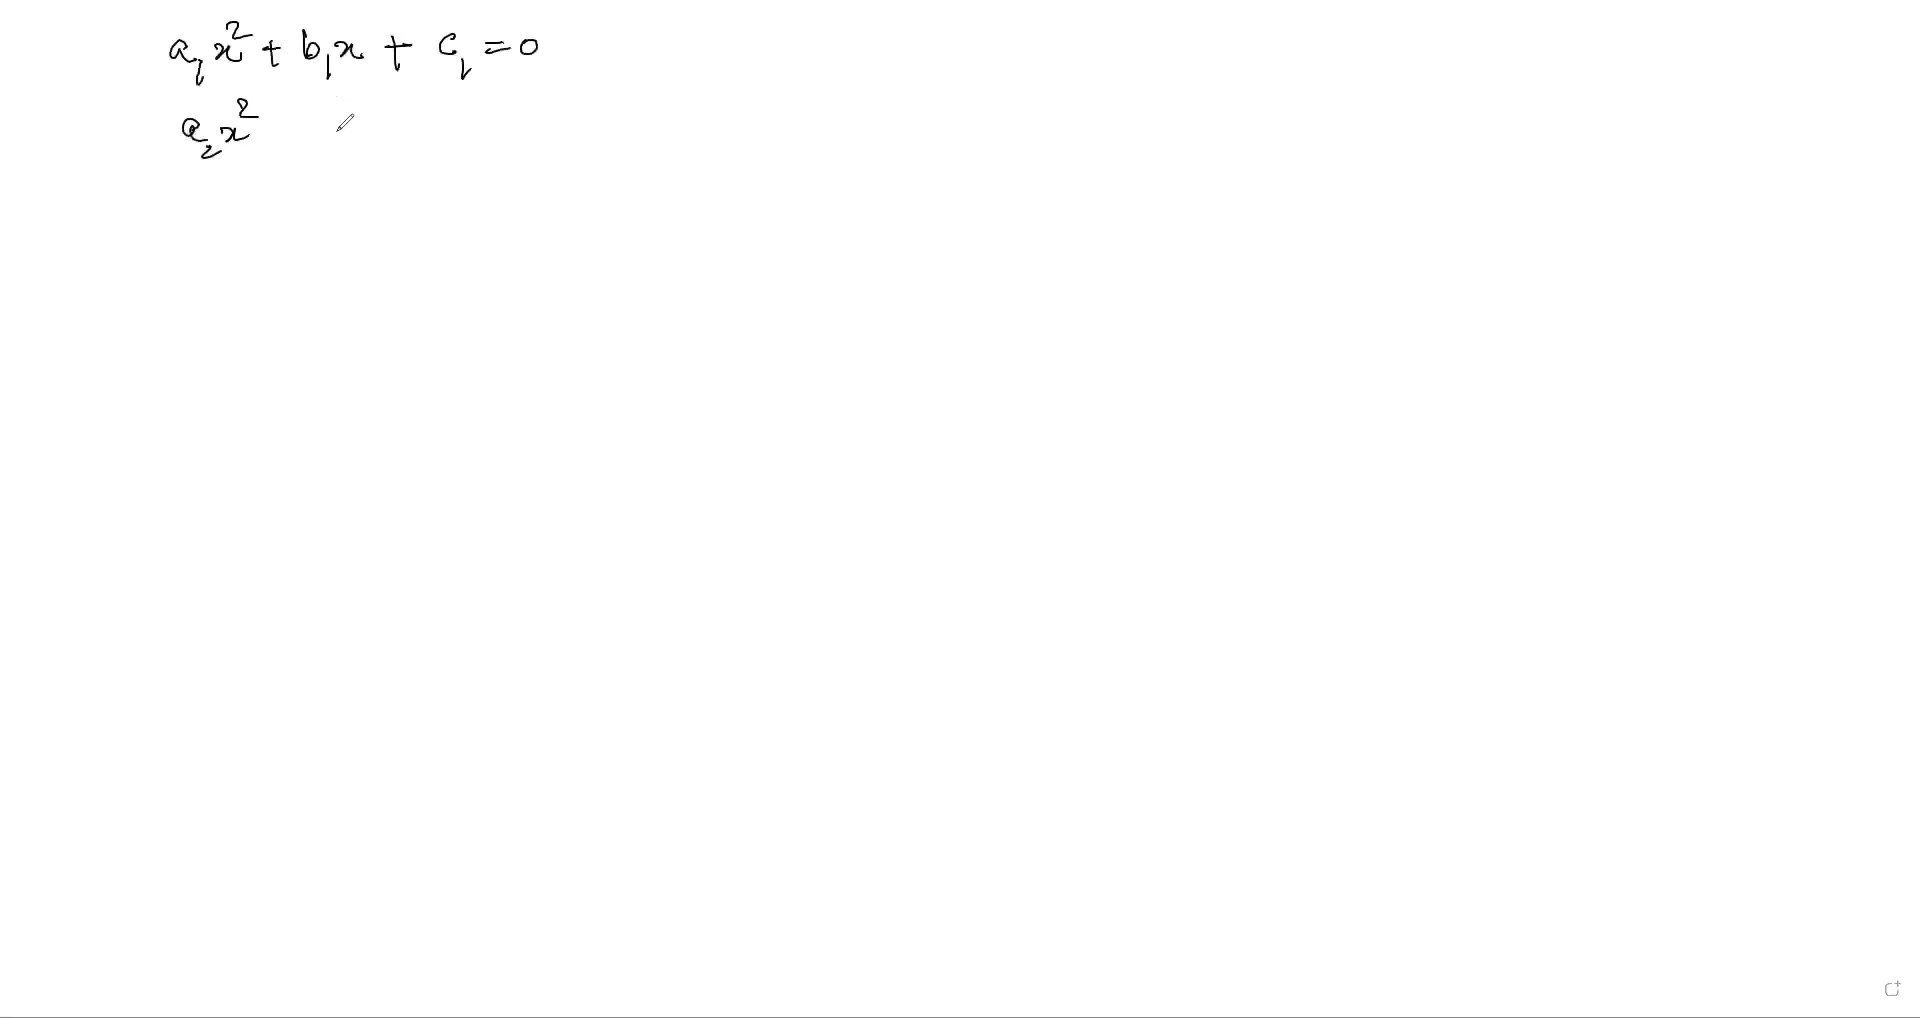 a₁x² + b₁x + c₁ = 0
a₂x²